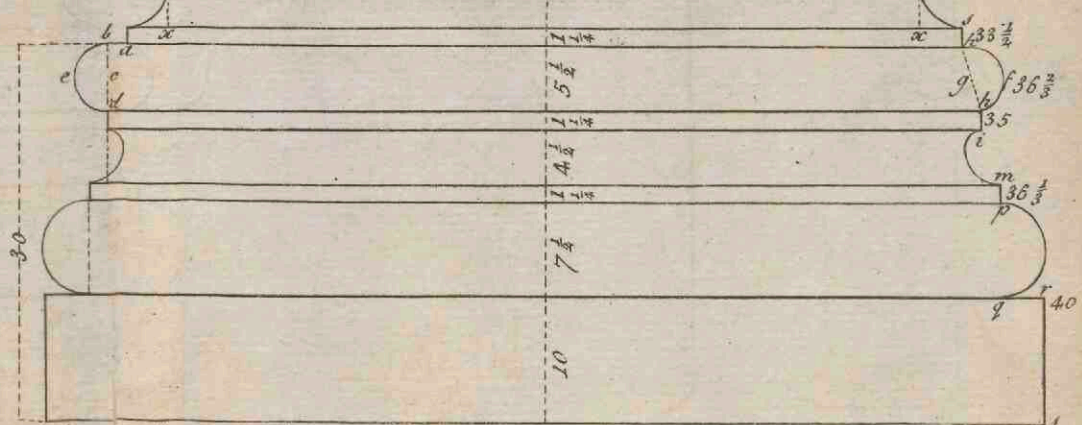 b x 1 1/4 x s
a h 33 1/2
e c 5 1/2 g f 36 2/3
d h
1 1/4 35
i
4 1/2
m
1 1/4 36 1/3
p
30 7 1/2
r
q 40
10